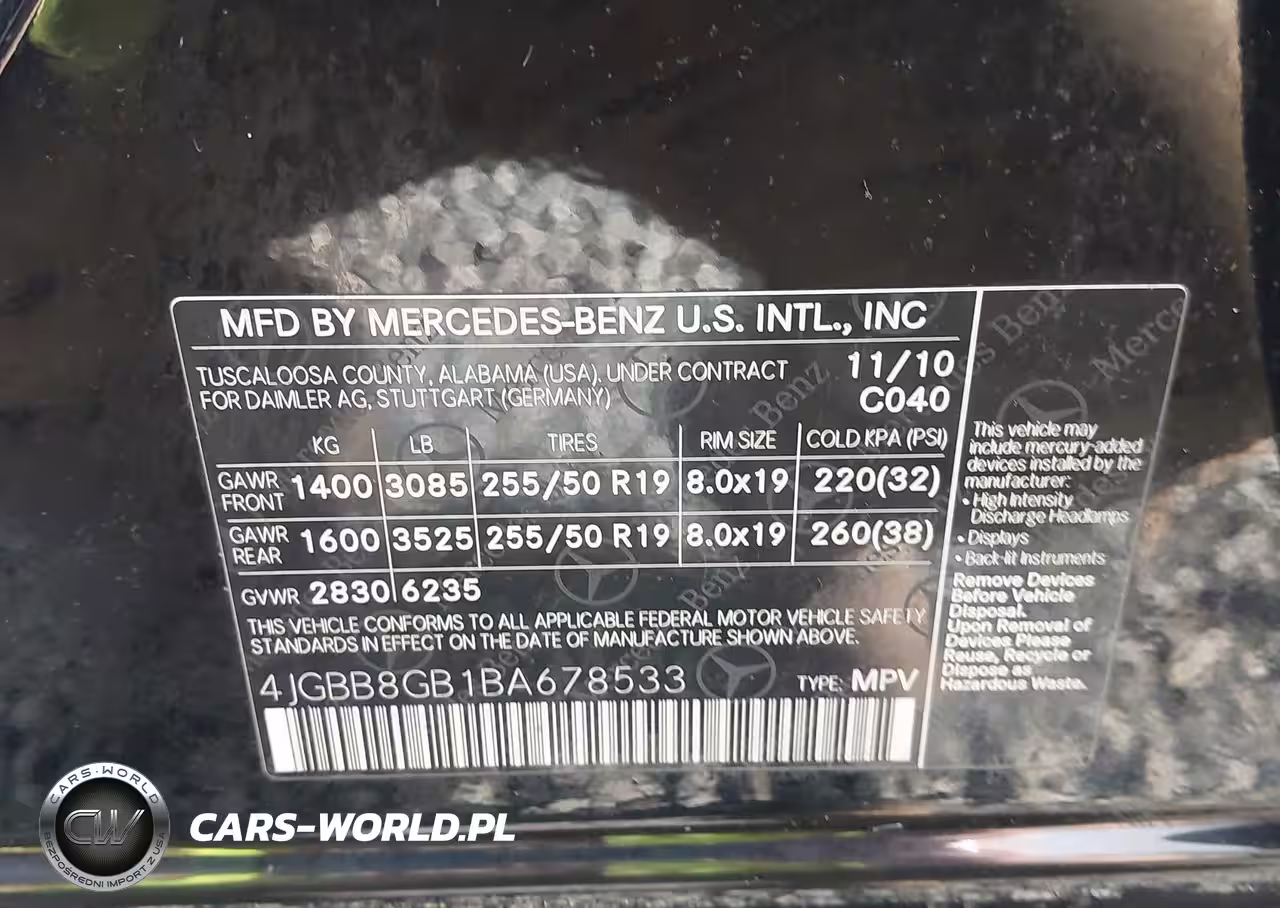 MFD BY MERCEDES-BENZ U.S. INTL., INC
TUSCALOOSA COUNTY, ALABAMA (USA), UNDER CONTRACT
FOR DAIMLER AG, STUTTGART (GERMANY)
11/10
C040
KG LB TIRES RIM SIZE COLD KPA (PSI)
GAWR FRONT 1400 3085 255/50 R19 8.0x19 220(32)
GAWR REAR 1600 3525 255/50 R19 8.0x19 260(38)
GVWR 2830 6235
THIS VEHICLE CONFORMS TO ALL APPLICABLE FEDERAL MOTOR VEHICLE SAFETY
STANDARDS IN EFFECT ON THE DATE OF MANUFACTURE SHOWN ABOVE.
4JGBB8GB1BA678533 TYPE: MPV
This vehicle may
include mercury-added
devices installed by the
manufacturer:
• High Intensity
Discharge Headlamps
• Displays
• Back-lit Instruments
Remove Devices
Before Vehicle
Disposal.
Upon Removal of
Devices Please
Reuse, Recycle or
Dispose as
Hazardous Waste.
CARS-WORLD
CW
BEZPOŚREDNI IMPORT Z USA
CARS-WORLD.PL